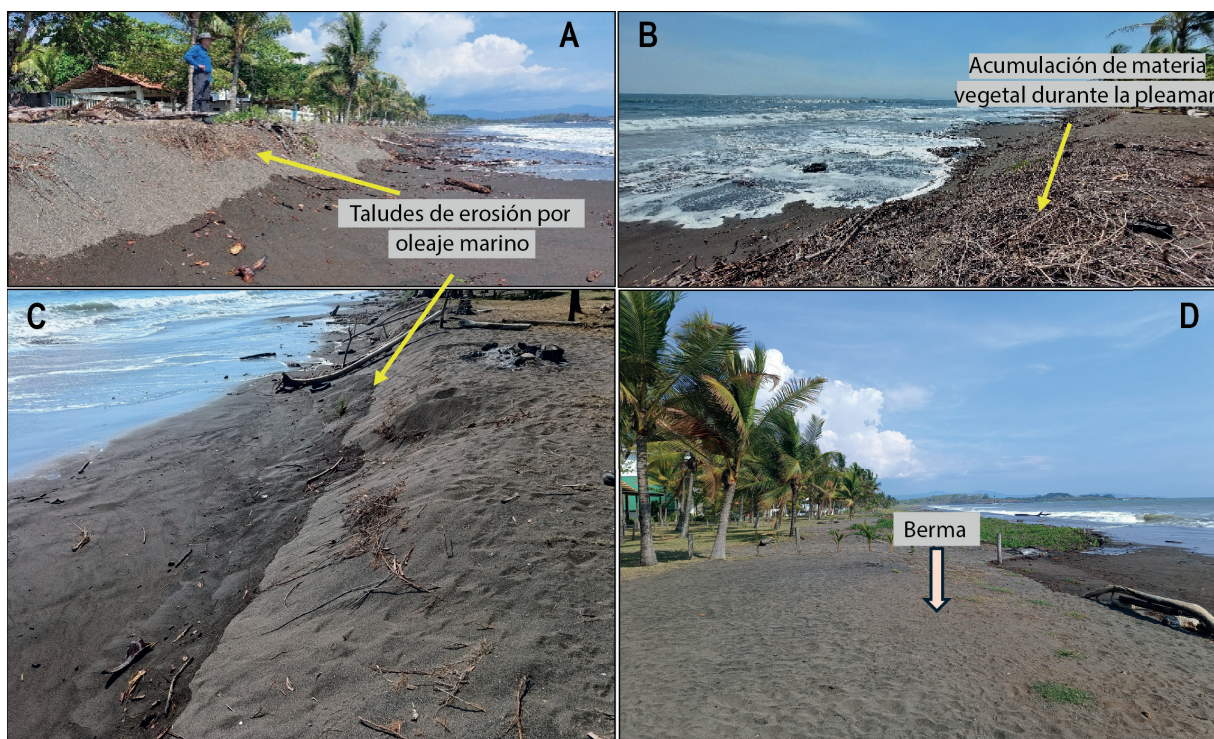 A
B
Acumulación de materia
vegetal durante la pleamar
Taludes de erosión por
oleaje marino
C
D
Berma